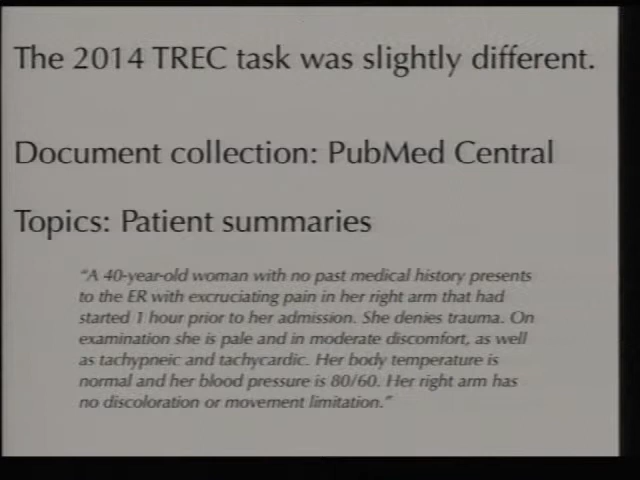 The 2014 TREC task was slightly different.
Document collection: PubMed Central
Topics: Patient summaries
"A 40-year-old woman with no past medical history presents
to the ER with excruciating pain in her right arm that had
started 1 hour prior to her admission. She denies trauma. On
examination she is pale and in moderate discomfort, as well
as tachypneic and tachycardic. Her body temperature is
normal and her blood pressure is 80/60. Her right arm has
no discoloration or movement limitation."